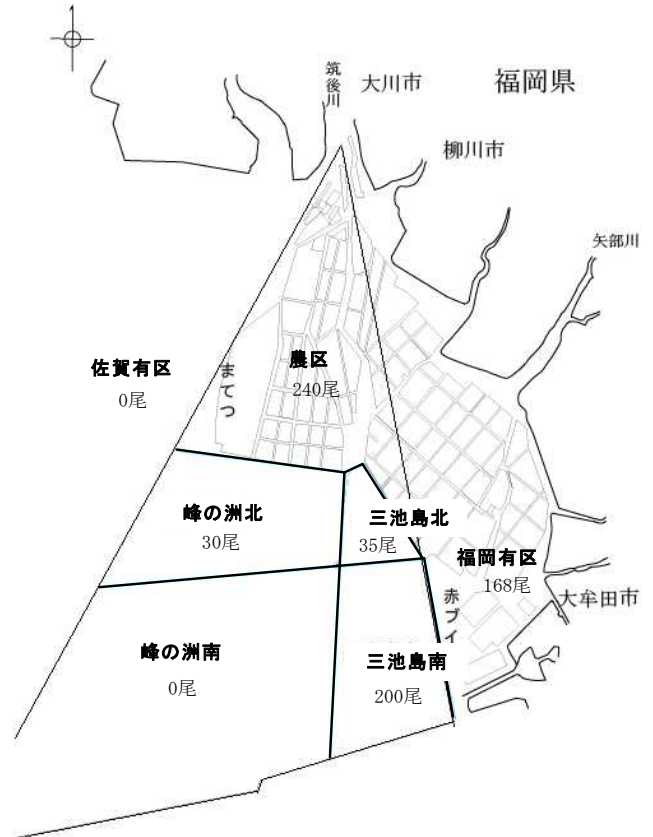 筑後川
大川市
福岡県
柳川市
矢部川
佐賀有区
0尾
まてつ
農区
240尾
峰の洲北
30尾
三池島北
35尾
福岡有区
168尾
赤ブイ
大牟田市
峰の洲南
0尾
三池島南
200尾